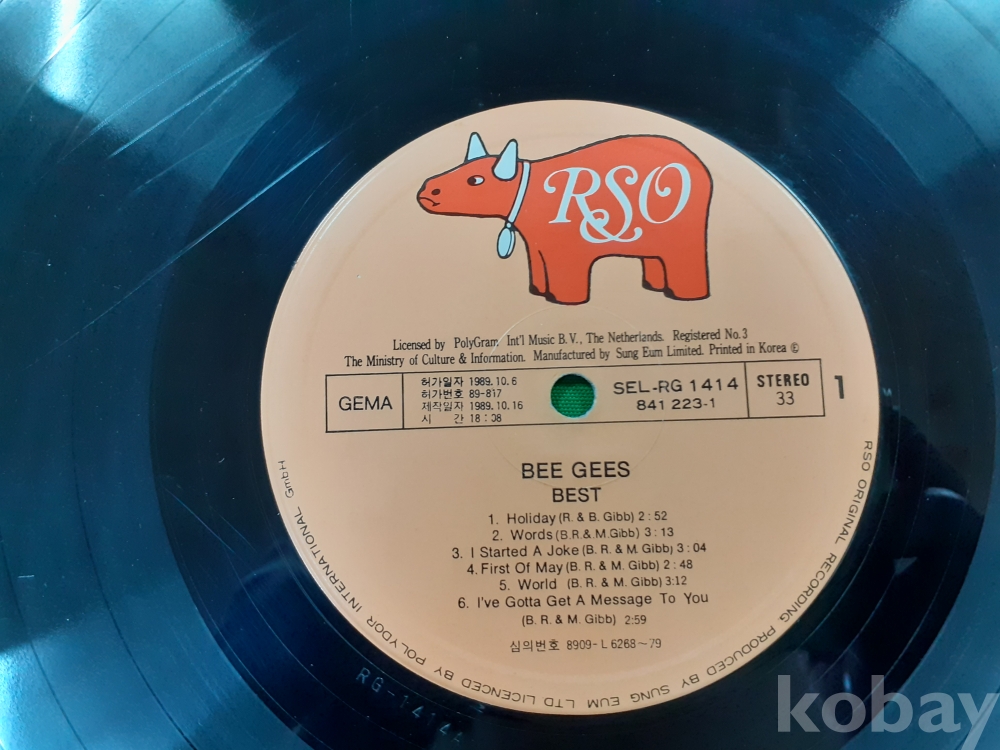 RSO
Licensed by PolyGram Int'l Music B.V., The Netherlands. Registered No.3
The Ministry of Culture & Information. Manufactured by Sung Eum Limited. Printed in Korea ©
GEMA
허가일자 1989.10.6
허가번호 89-817
제작일자 1989.10.16
시 간 18:38
SEL-RG 1414
841 223-1
STEREO
33
1
BEE GEES
BEST
1. Holiday (R. & B. Gibb) 2:52
2. Words (B.R.& M. Gibb) 3:13
3. I Started A Joke (B. R. & M. Gibb) 3:04
4. First Of May (B. R. & M. Gibb) 2:48
5. World (B. R. & M. Gibb) 3:12
6. I've Gotta Get A Message To You
(B. R. & M. Gibb) 2:59
심의번호 8909-L6268~79
RSO ORIGINAL RECORDING PRODUCED BY SUNG EUM LTD LICENCED BY POLYDOR INTERNATIONAL GmbH
RG-1414
kobay